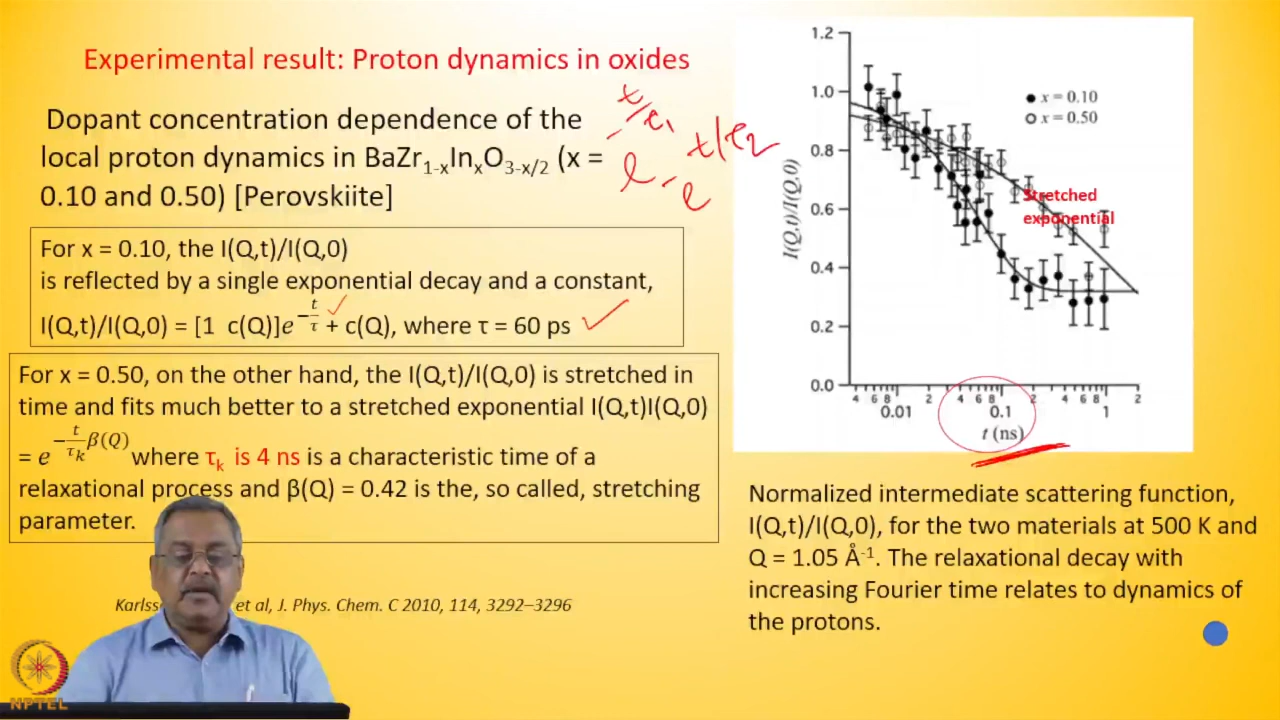 Experimental result: Proton dynamics in oxides
Dopant concentration dependence of the
local proton dynamics in BaZr1-xInxO3-x/2 (x =
0.10 and 0.50) [Perovskiite]
-t/τ1
e
-t/τ2
e
For x = 0.10, the I(Q,t)/I(Q,0)
is reflected by a single exponential decay and a constant,
I(Q,t)/I(Q,0) = [1 c(Q)]e^-t/τ + c(Q), where τ = 60 ps
For x = 0.50, on the other hand, the I(Q,t)/I(Q,0) is stretched in
time and fits much better to a stretched exponential I(Q,t)I(Q,0)
= e^-t/τk β(Q) where τk is 4 ns is a characteristic time of a
relaxational process and β(Q) = 0.42 is the, so called, stretching
parameter.
Karlss et al, J. Phys. Chem. C 2010, 114, 3292–3296
NPTEL
1.2
1.0
0.8
0.6
0.4
0.2
0.0
I(Q,t)/I(Q,0)
x = 0.10
x = 0.50
Stretched
exponential
4 6 8 2 4 6 8 2 4 6 8 2
0.01 0.1 1
t (ns)
Normalized intermediate scattering function,
I(Q,t)/I(Q,0), for the two materials at 500 K and
Q = 1.05 Å-1. The relaxational decay with
increasing Fourier time relates to dynamics of
the protons.